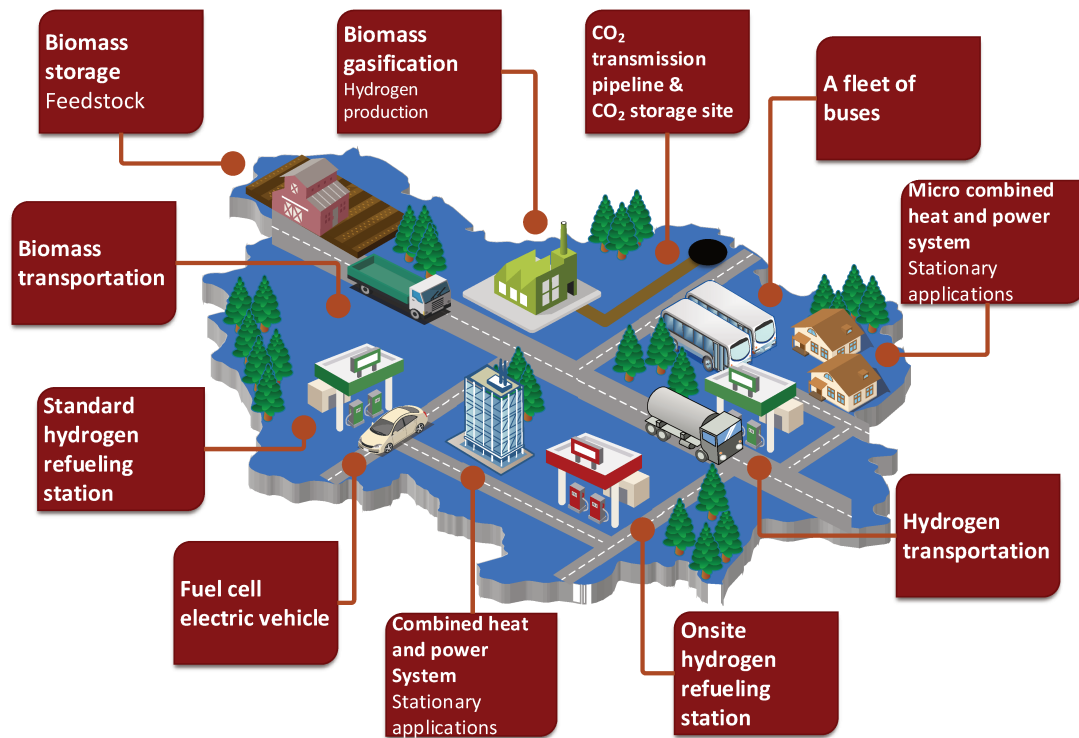 Biomass
storage
Feedstock
Biomass
gasification
Hydrogen
production
CO₂
transmission
pipeline &
CO₂ storage site
A fleet of
buses
Micro combined
heat and power
system
Stationary
applications
Biomass
transportation
Standard
hydrogen
refueling
station
Hydrogen
transportation
Fuel cell
electric vehicle
Combined heat
and power
System
Stationary
applications
Onsite
hydrogen
refueling
station